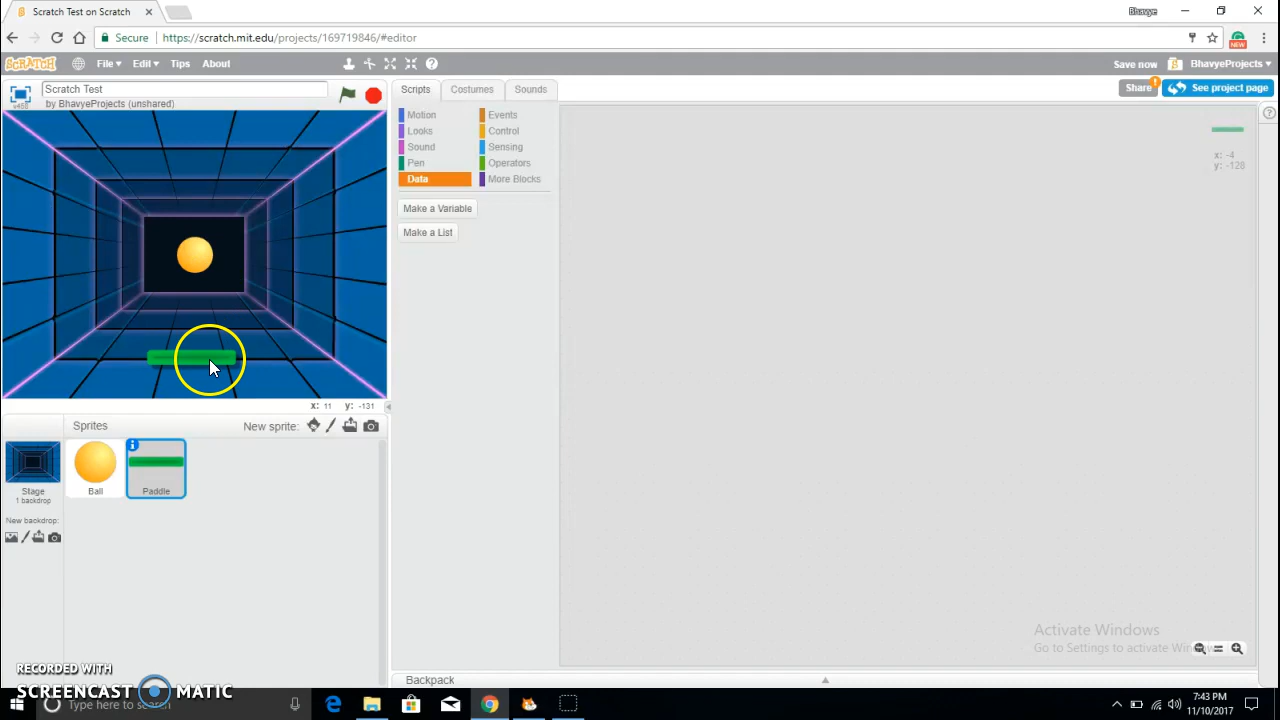 Scratch Test on Scratch
Bhavye
Secure
https://scratch.mit.edu/projects/169719846/#editor
NEW
SCRATCH
File
Edit
Tips
About
Save now
BhavyeProjects
v458
Scratch Test
by BhavyeProjects (unshared)
Scripts
Costumes
Sounds
Share
See project page
Motion
Events
Looks
Control
Sound
Sensing
Pen
Operators
Data
More Blocks
Make a Variable
Make a List
x: -4
y: -128
x: 11 y: -131
Sprites
New sprite:
Stage
1 backdrop
Ball
Paddle
New backdrop:
Activate Windows
Go to Settings to activate Windows.
Backpack
RECORDED WITH
SCREENCAST MATIC
Type here to search
7:43 PM
11/10/2017